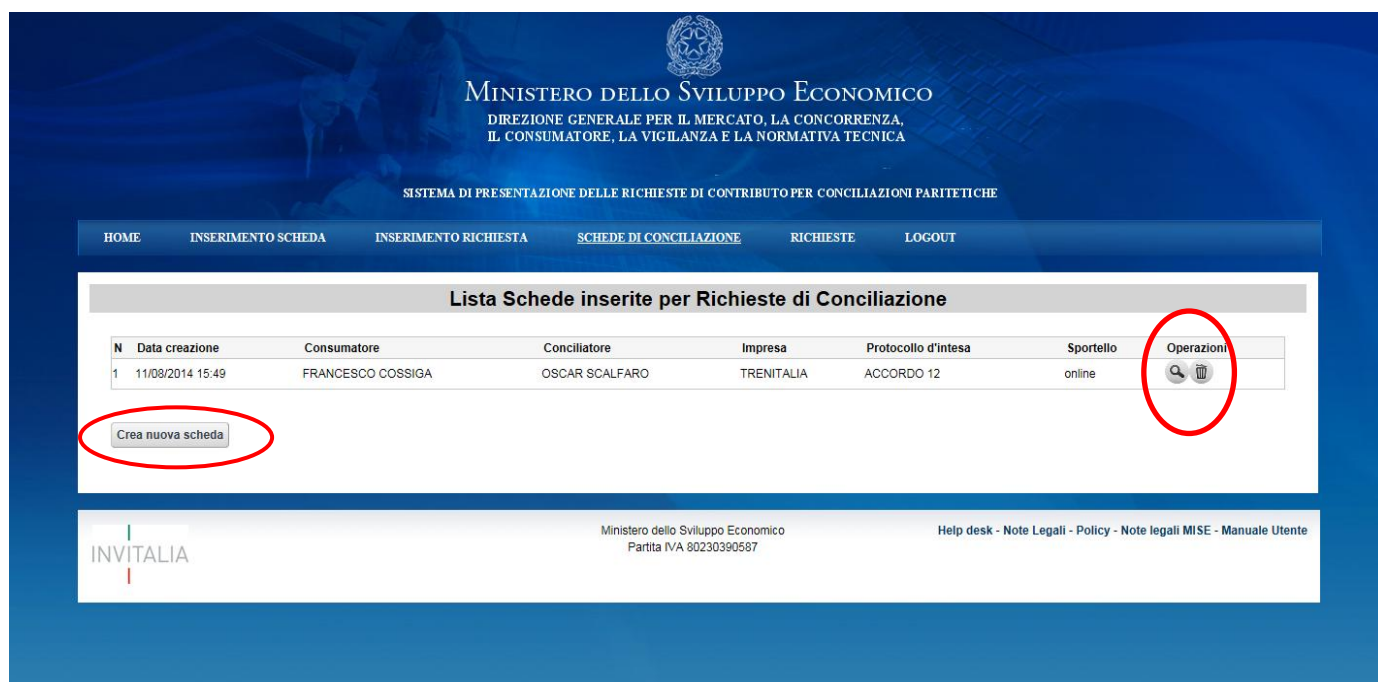 MINISTERO DELLO SVILUPPO ECONOMICO
DIREZIONE GENERALE PER IL MERCATO, LA CONCORRENZA,
IL CONSUMATORE, LA VIGILANZA E LA NORMATIVA TECNICA
SISTEMA DI PRESENTAZIONE DELLE RICHIESTE DI CONTRIBUTO PER CONCILIAZIONI PARITETICHE
HOME INSERIMENTO SCHEDA INSERIMENTO RICHIESTA SCHEDE DI CONCILIAZIONE RICHIESTE LOGOUT
Lista Schede inserite per Richieste di Conciliazione
N Data creazione Consumatore Conciliatore Impresa Protocollo d'intesa Sportello Operazioni
1 11/08/2014 15:49 FRANCESCO COSSIGA OSCAR SCALFARO TRENITALIA ACCORDO 12 online
Crea nuova scheda
INVITALIA
Ministero dello Sviluppo Economico
Partita IVA 80230390587
Help desk - Note Legali - Policy - Note legali MISE - Manuale Utente